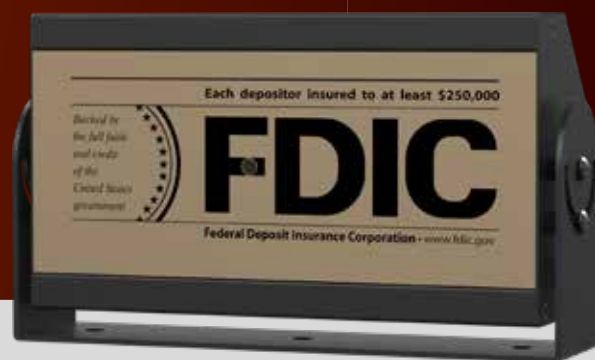 Each depositor insured to at least $250,000
Backed by
the full faith
and credit
of the
United States
government
FDIC
Federal Deposit Insurance Corporation • www.fdic.gov